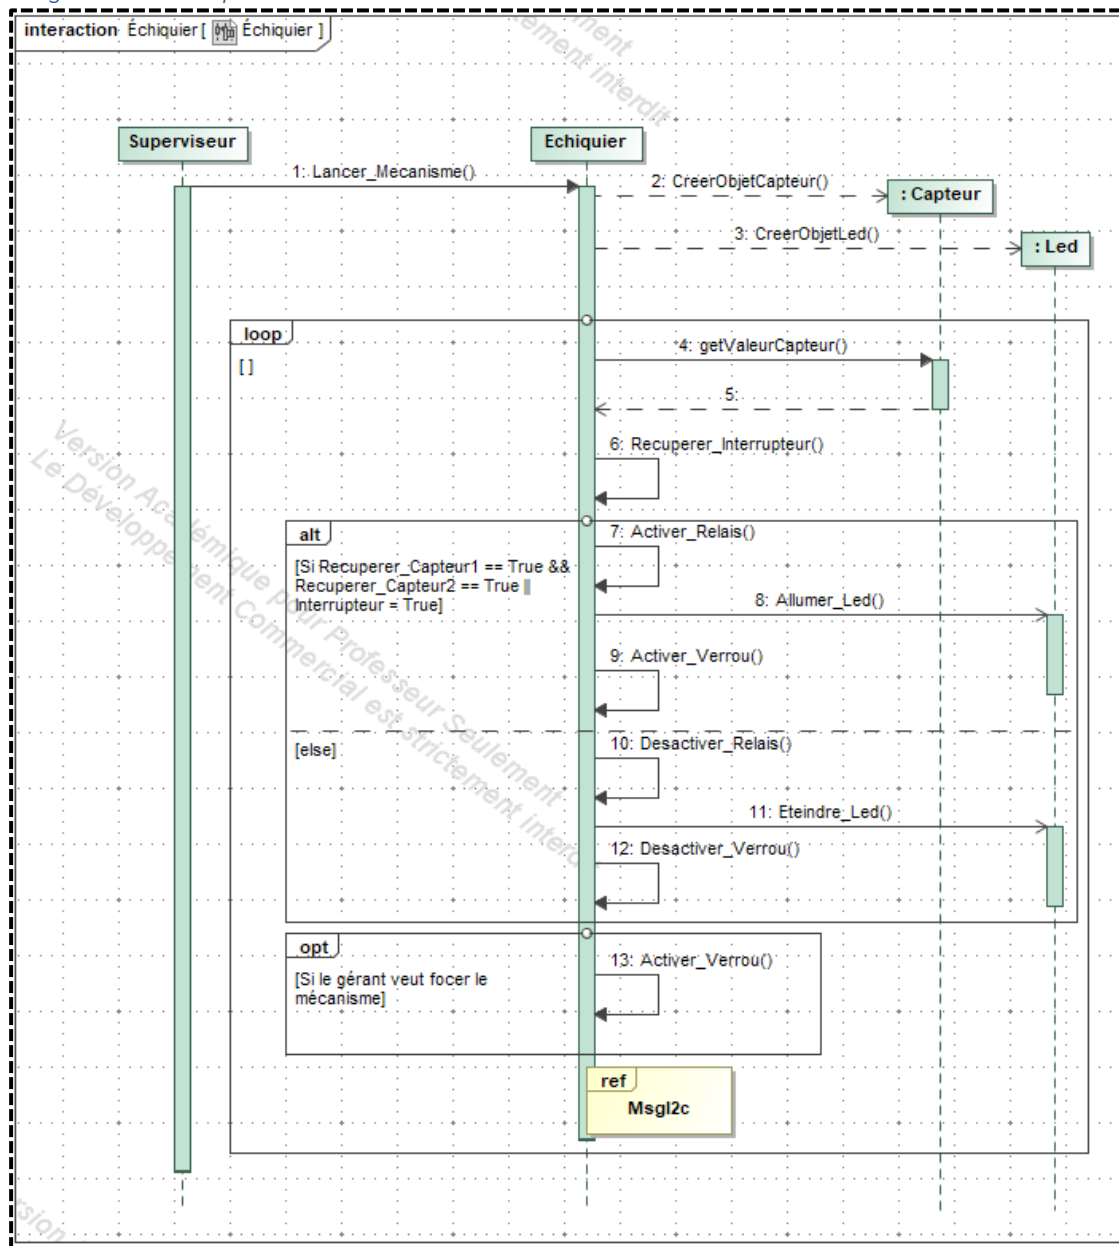 interaction Échiquier [ Échiquier ]
Superviseur
Echiquier
1: Lancer_Mecanisme()
2: CreerObjetCapteur()
: Capteur
3: CreerObjetLed()
: Led
loop
[ ]
4: getValeurCapteur()
5:
6: Recuperer_Interrupteur()
alt
[Si Recuperer_Capteur1 == True &&
Recuperer_Capteur2 == True ||
Interrupteur = True]
7: Activer_Relais()
8: Allumer_Led()
9: Activer_Verrou()
[else]
10: Desactiver_Relais()
11: Eteindre_Led()
12: Desactiver_Verrou()
opt
[Si le gérant veut focer le
mécanisme]
13: Activer_Verrou()
ref
MsgI2c
Version Académique pour Professeur Seulement
Le Développement Commercial est strictement interdit